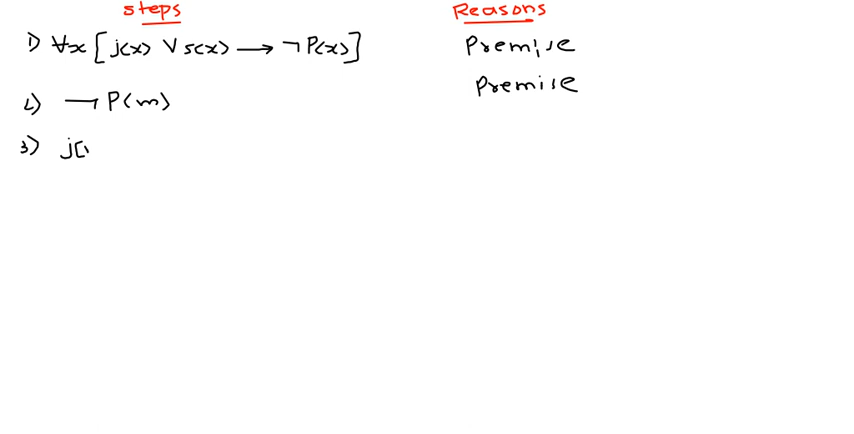 steps Reasons
1) ∀x [j(x) ∨ s(x) → ¬P(x)] Premise
2) → P(m) Premise
3) j(